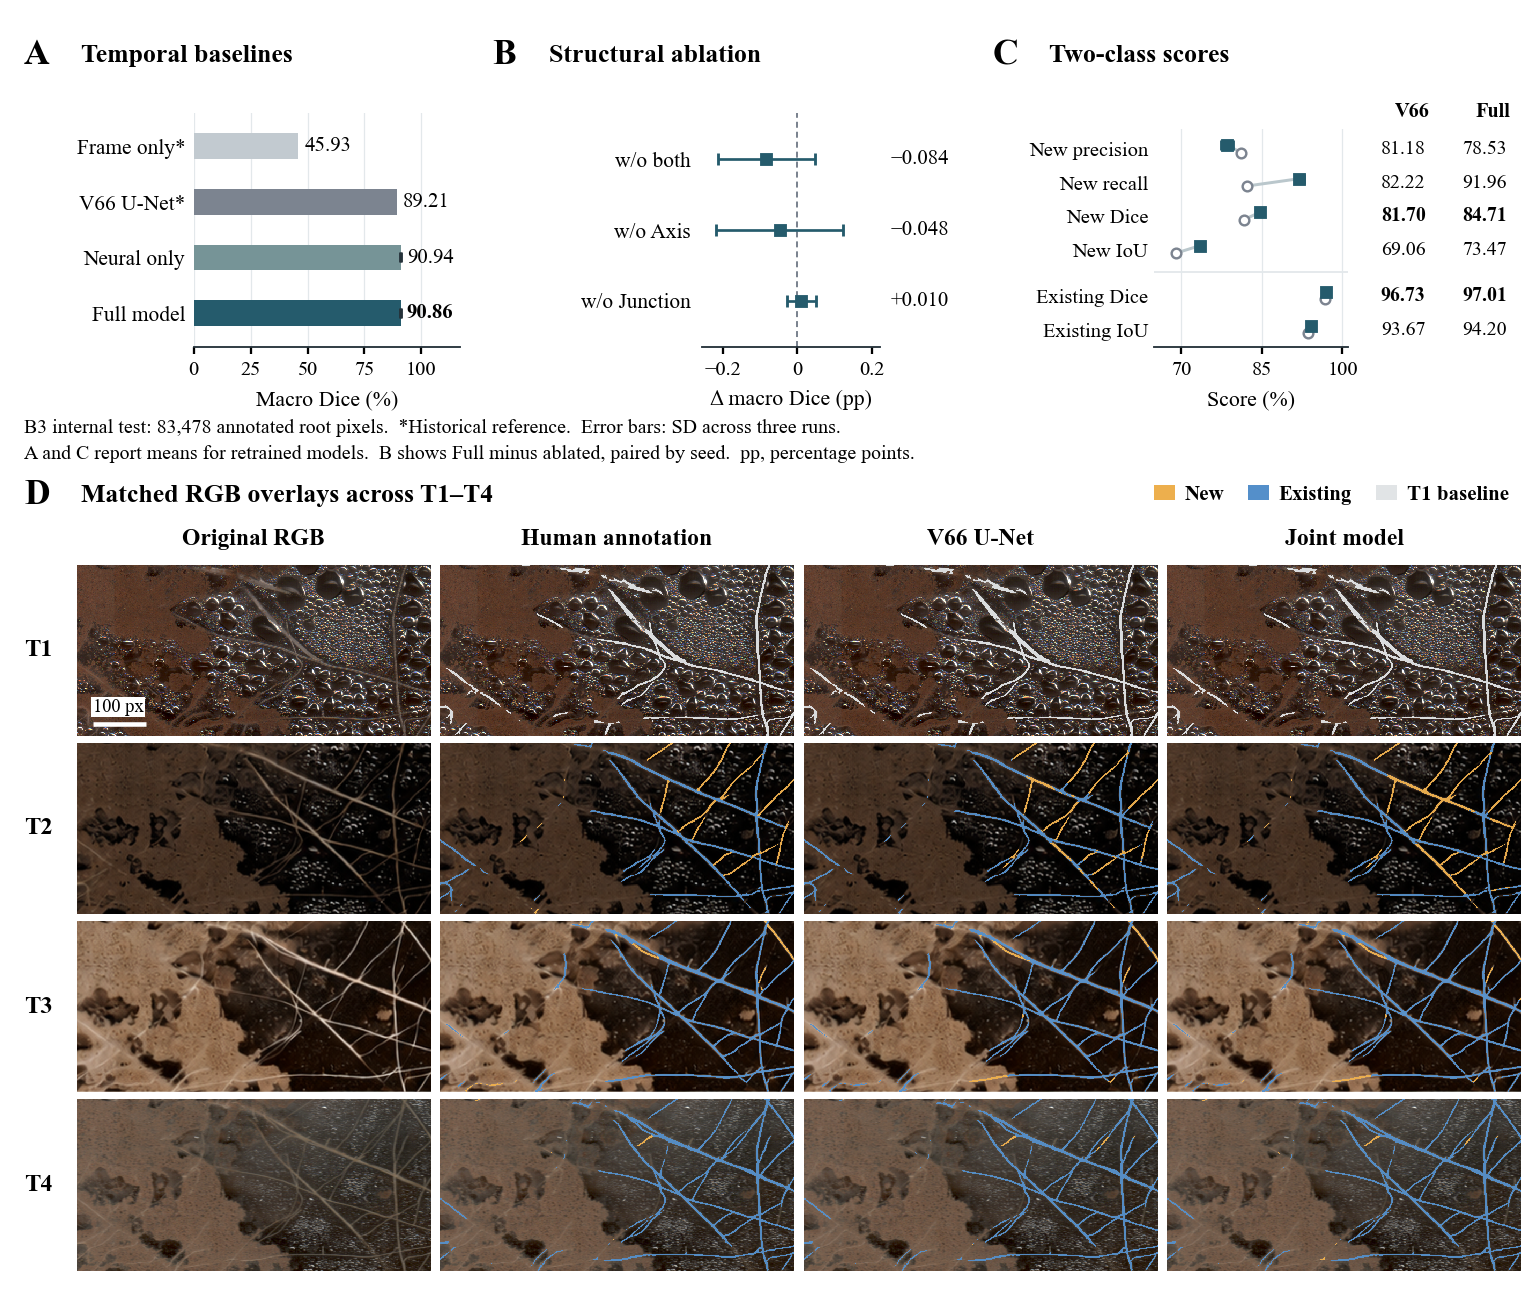 A Temporal baselines
Frame only* 45.93
V66 U-Net* 89.21
Neural only 90.94
Full model 90.86
0 25 50 75 100
Macro Dice (%)
B Structural ablation
w/o both −0.084
w/o Axis −0.048
w/o Junction +0.010
−0.2 0 0.2
Δ macro Dice (pp)
C Two-class scores
V66 Full
New precision 81.18 78.53
New recall 82.22 91.96
New Dice 81.70 84.71
New IoU 69.06 73.47
Existing Dice 96.73 97.01
Existing IoU 93.67 94.20
70 85 100
Score (%)
B3 internal test: 83,478 annotated root pixels. *Historical reference. Error bars: SD across three runs.
A and C report means for retrained models. B shows Full minus ablated, paired by seed. pp, percentage points.
D Matched RGB overlays across T1–T4
New Existing T1 baseline
Original RGB Human annotation V66 U-Net Joint model
T1
100 px
T2
T3
T4